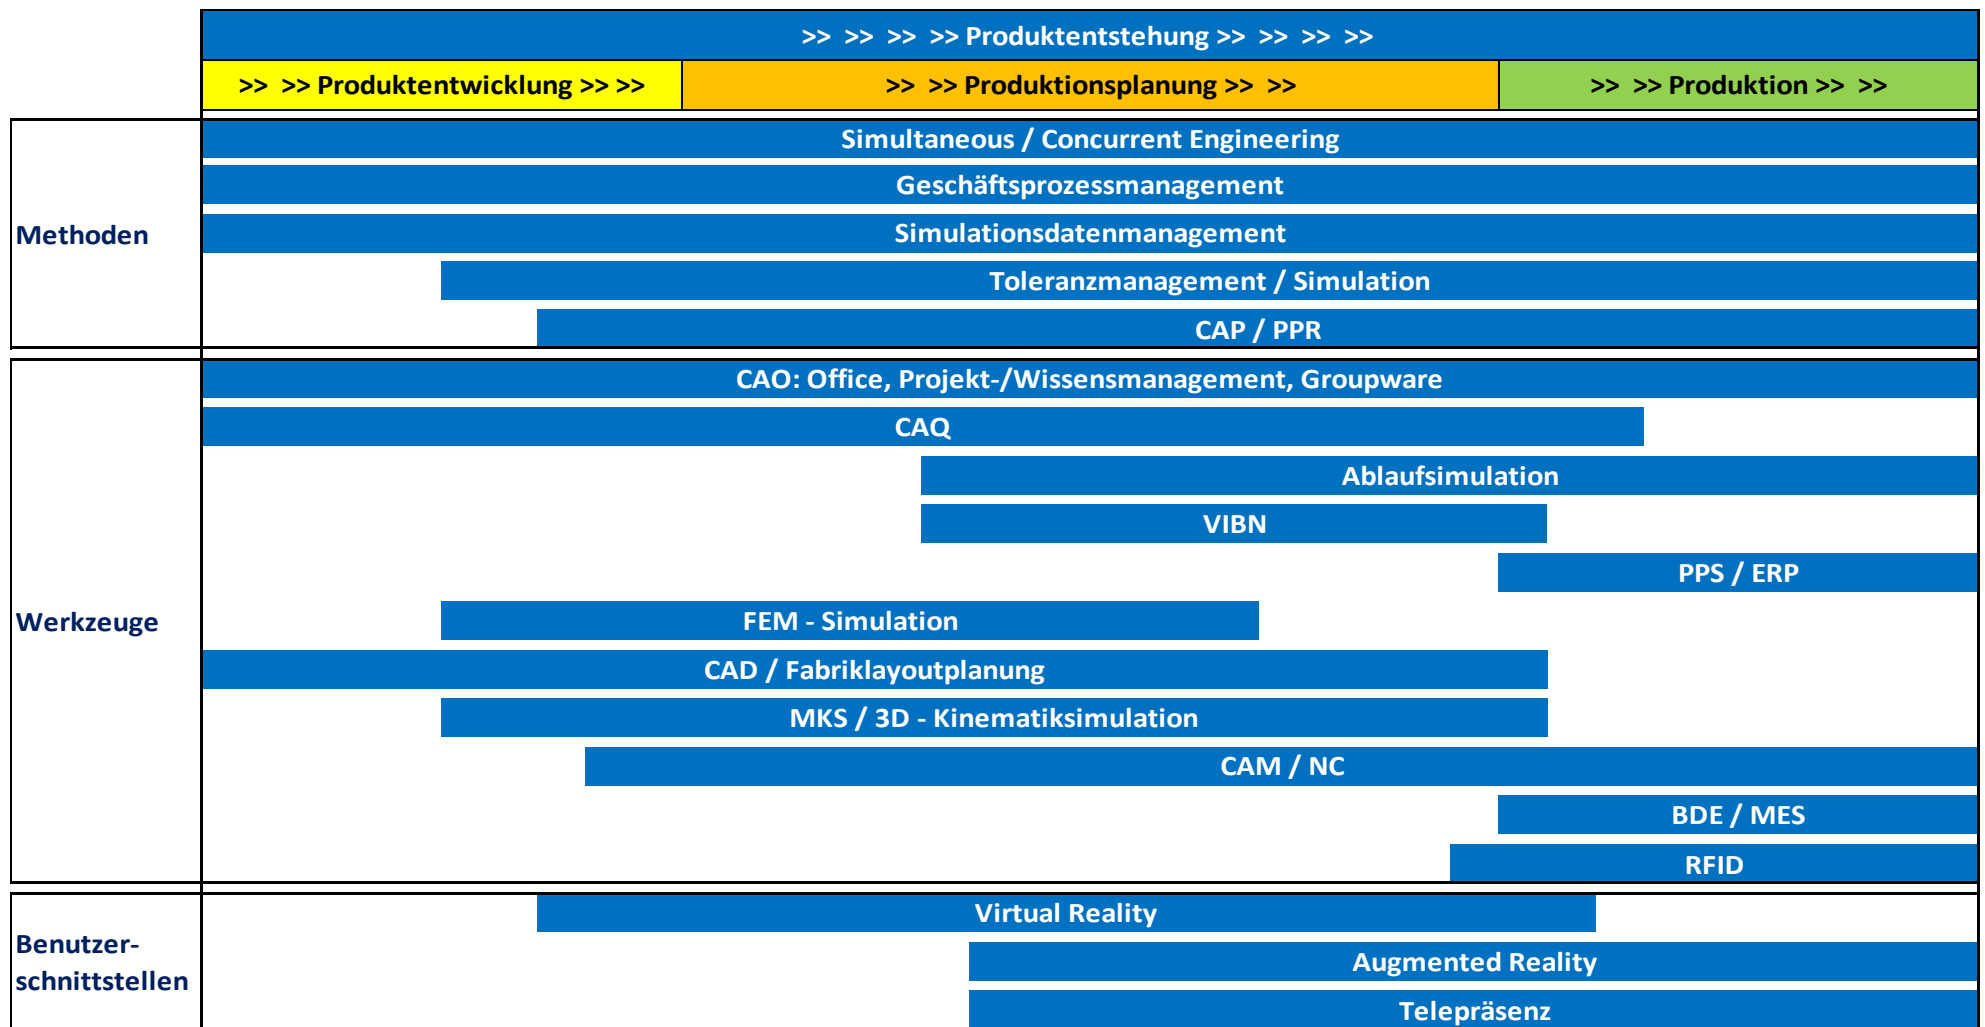 >> >> >> >> Produktentstehung >> >> >> >>
>> >> Produktentwicklung >> >>
>> >> Produktionsplanung >> >>
>> >> Produktion >> >>
Methoden
Simultaneous / Concurrent Engineering
Geschäftsprozessmanagement
Simulationsdatenmanagement
Toleranzmanagement / Simulation
CAP / PPR
Werkzeuge
CAO: Office, Projekt-/Wissensmanagement, Groupware
CAQ
Ablaufsimulation
VIBN
PPS / ERP
FEM - Simulation
CAD / Fabriklayoutplanung
MKS / 3D - Kinematiksimulation
CAM / NC
BDE / MES
RFID
Benutzer-
schnittstellen
Virtual Reality
Augmented Reality
Telepräsenz